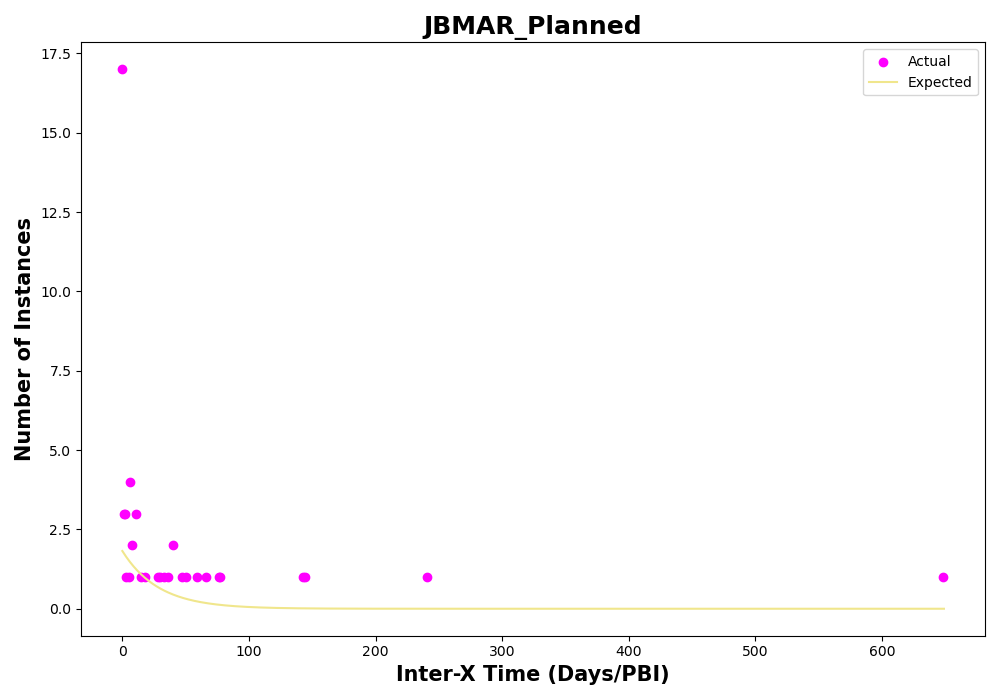 JBMAR_Planned
17.5
15.0
12.5
10.0
7.5
5.0
2.5
0.0
Number of Instances
Actual
Expected
0 100 200 300 400 500 600
Inter-X Time (Days/PBI)